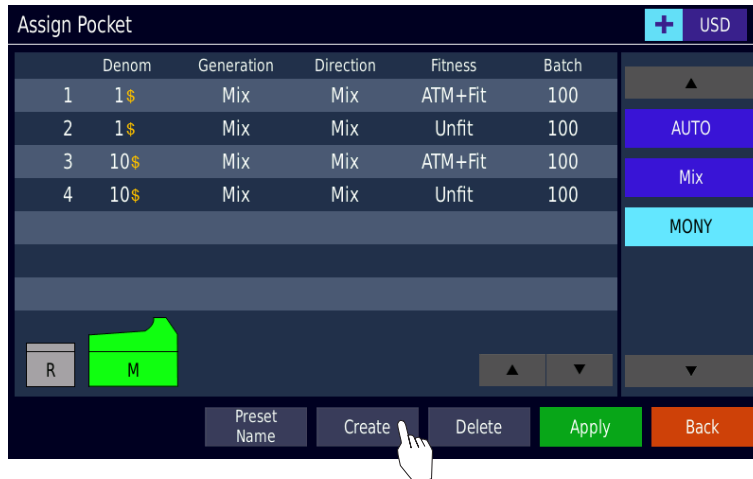 Assign Pocket + USD
Denom Generation Direction Fitness Batch
1 1$ Mix Mix ATM+Fit 100
2 1$ Mix Mix Unfit 100
3 10$ Mix Mix ATM+Fit 100
4 10$ Mix Mix Unfit 100
AUTO
Mix
MONY
R M
Preset
Name
Create Delete Apply Back